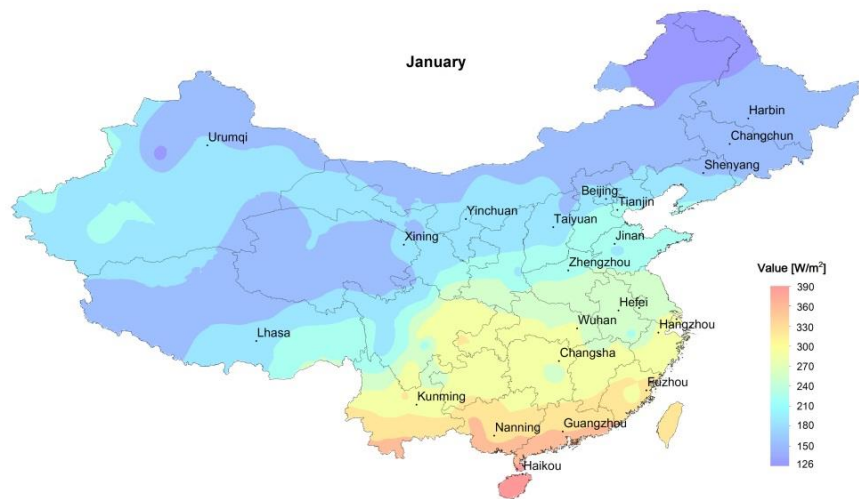 January
Harbin
Urumqi
Changchun
Shenyang
Beijing
Tianjin
Yinchuan
Taiyuan
Xining
Jinan
Zhengzhou
Value [W/m²]
390
360
330
300
270
240
210
180
150
126
Hefei
Wuhan
Hangzhou
Lhasa
Changsha
Fuzhou
Kunming
Nanning
Guangzhou
Haikou